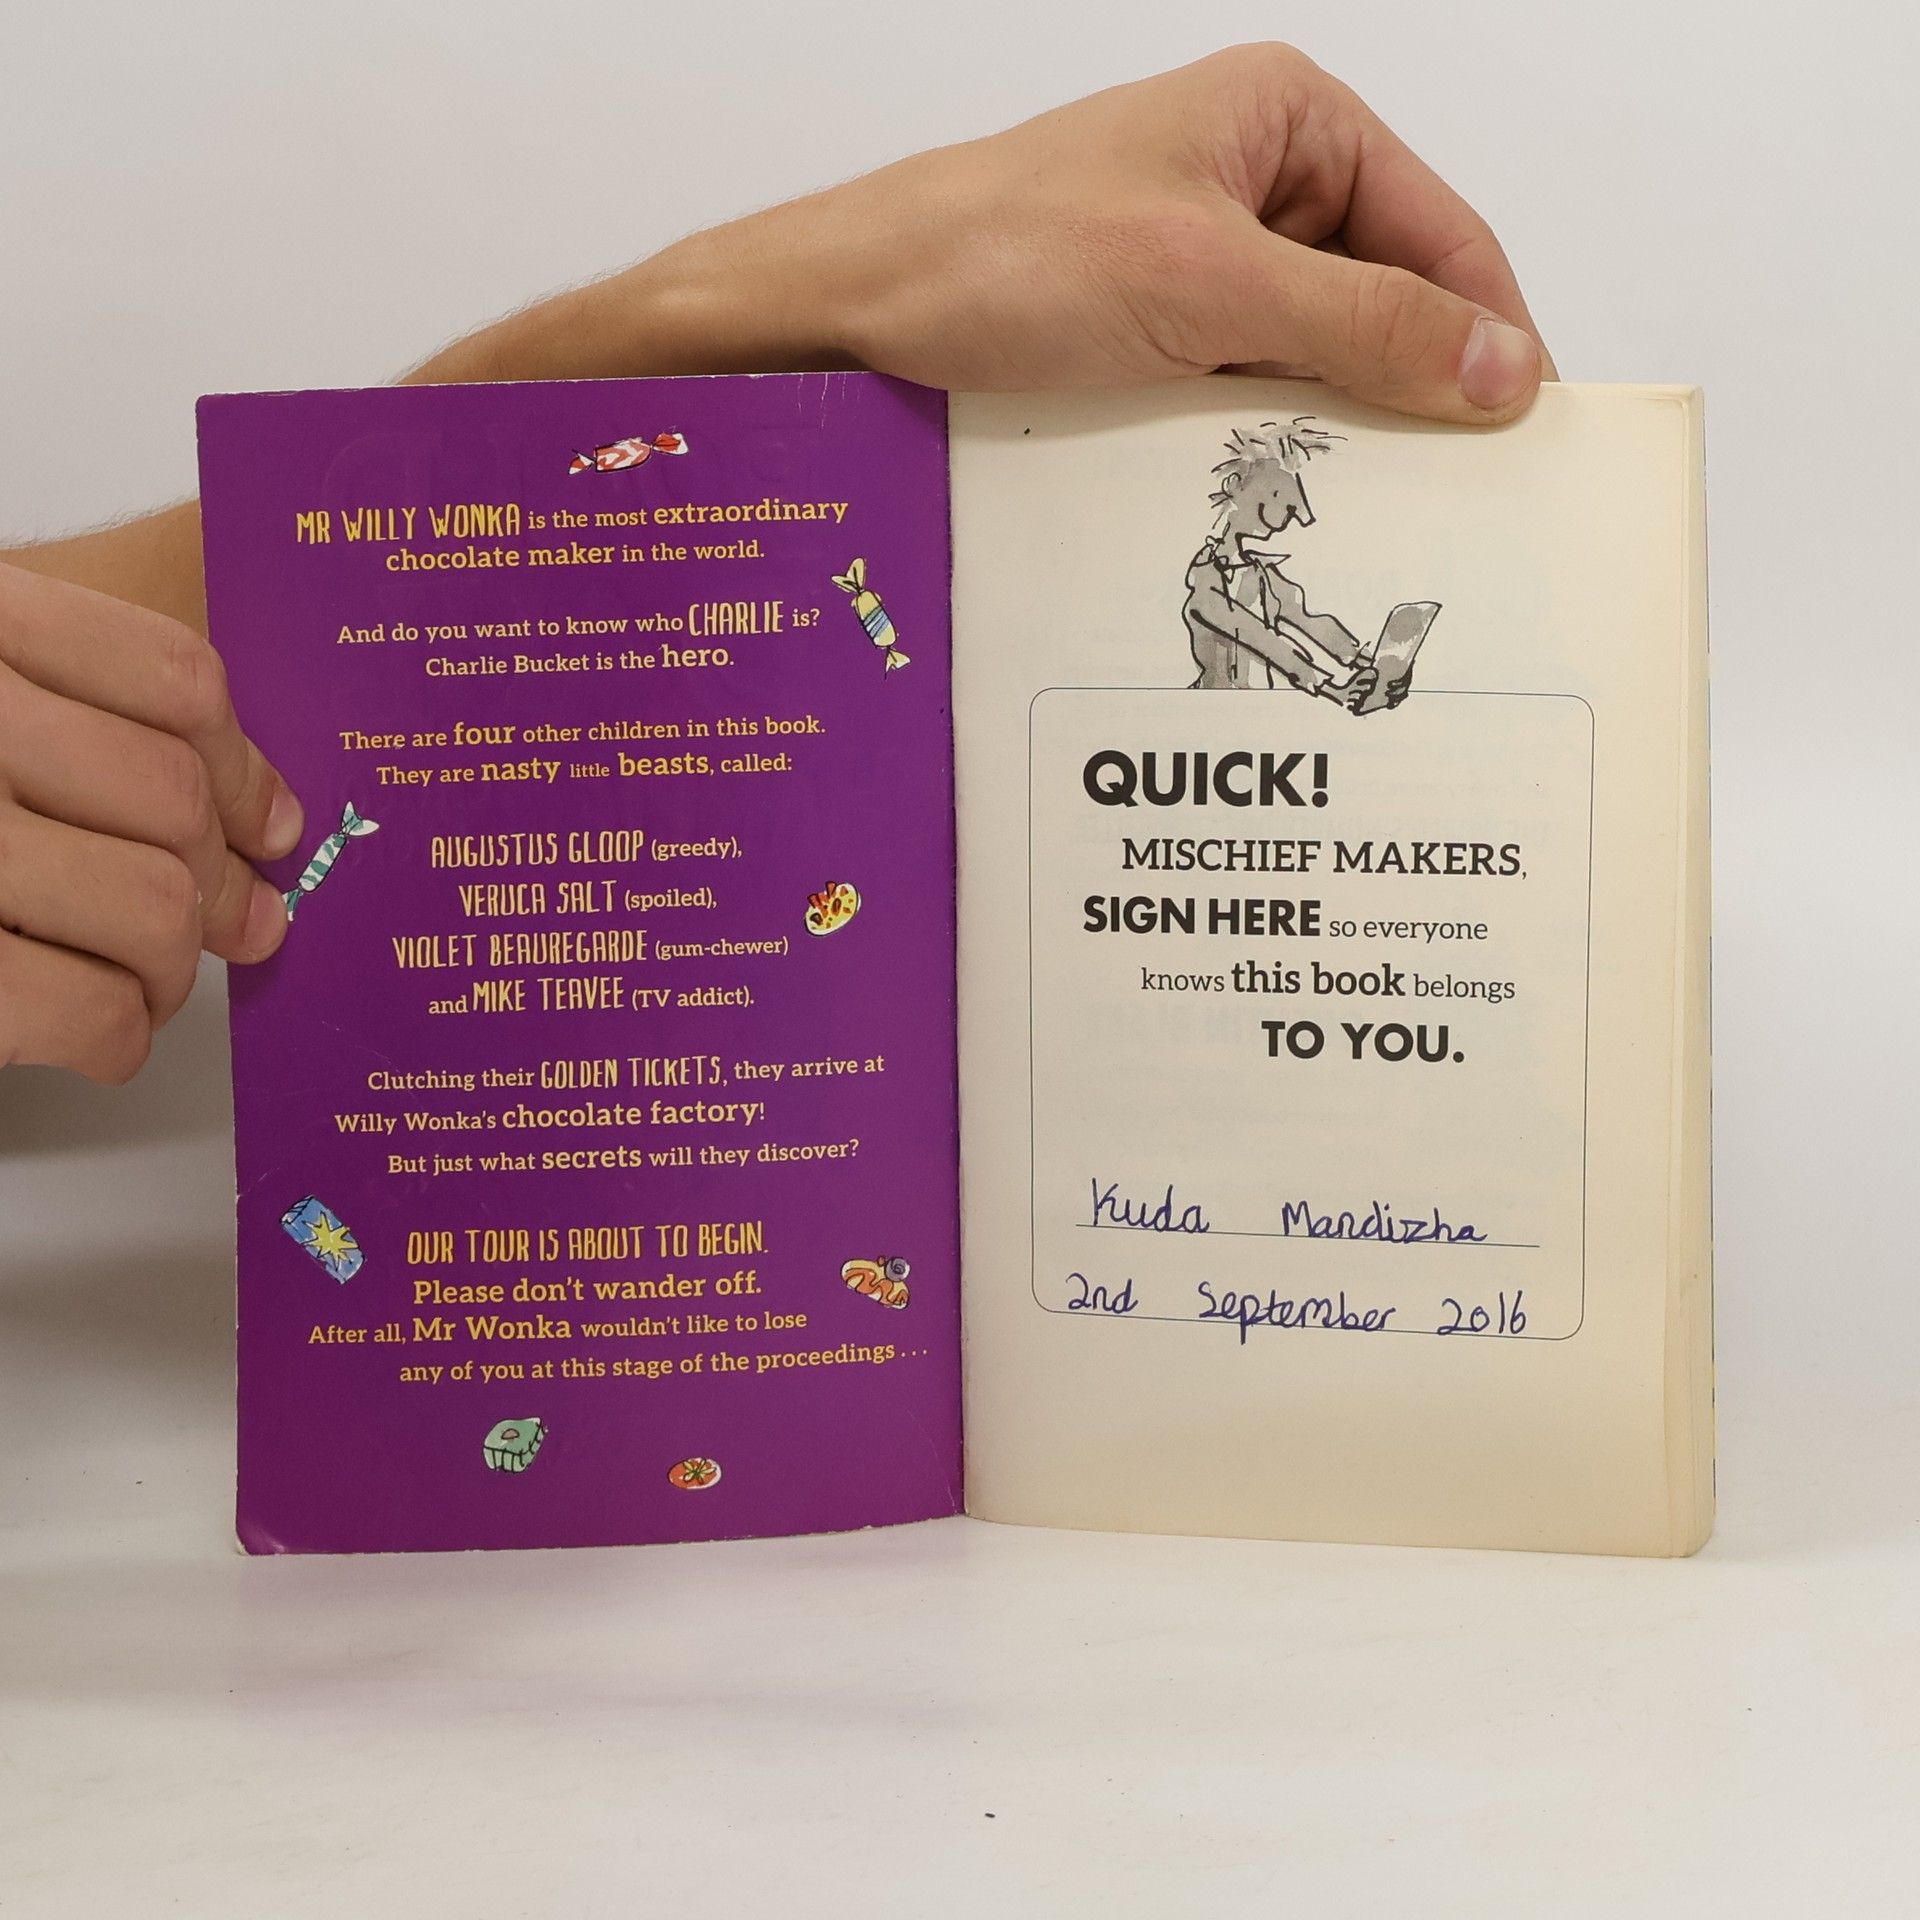 MR WILLY WONKA is the most extraordinary
chocolate maker in the world.
And do you want to know who CHARLIE is?
Charlie Bucket is the hero.
There are four other children in this book.
They are nasty little beasts, called:
AUGUSTUS GLOOP (greedy),
VERUCA SALT (spoiled),
VIOLET BEAUREGARDE (gum-chewer)
and MIKE TEAVEE (TV addict).
Clutching their GOLDEN TICKETS, they arrive at
Willy Wonka's chocolate factory!
But just what secrets will they discover?
OUR TOUR IS ABOUT TO BEGIN.
Please don't wander off.
After all, Mr Wonka wouldn't like to lose
any of you at this stage of the proceedings . . .
QUICK!
MISCHIEF MAKERS,
SIGN HERE so everyone
knows this book belongs
TO YOU.
Kuda Mandizha
2nd September 2016